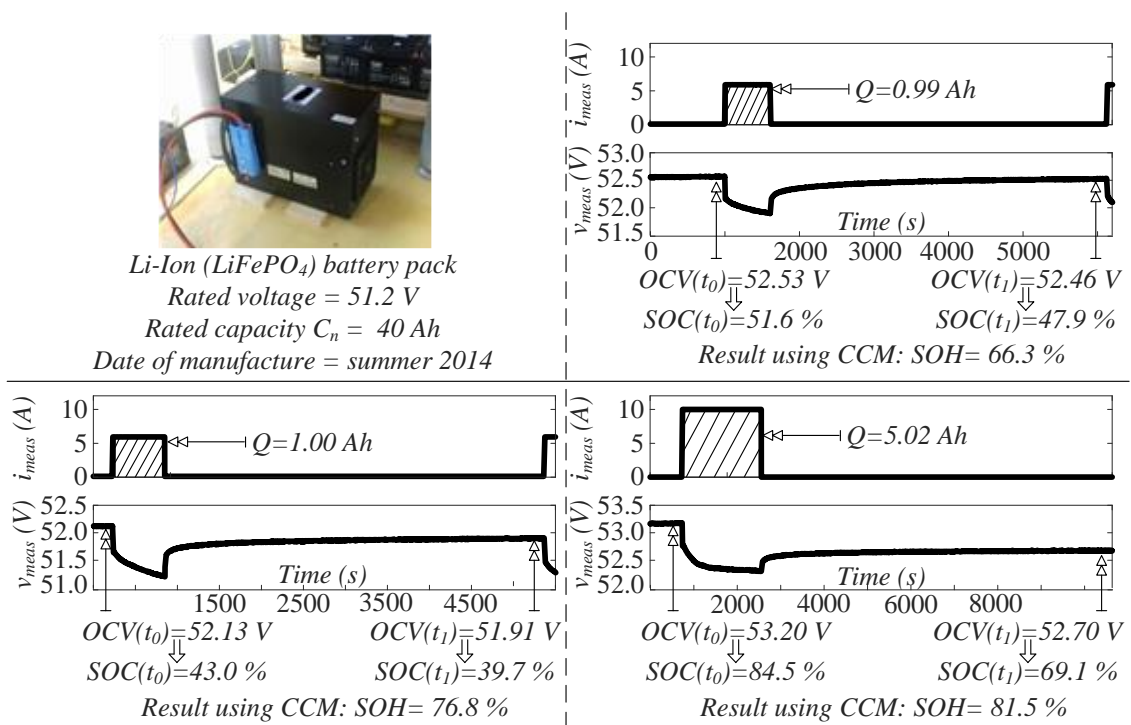 Li-Ion (LiFePO4) battery pack
Rated voltage = 51.2 V
Rated capacity Cn = 40 Ah
Date of manufacture = summer 2014
imeas (A)
10
5
0
Q=0.99 Ah
vmeas (V)
53.0
52.5
52.0
51.5
Time (s)
0 2000 3000 4000 5000
OCV(t0)=52.53 V OCV(t1)=52.46 V
SOC(t0)=51.6 % SOC(t1)=47.9 %
Result using CCM: SOH= 66.3 %
imeas (A)
10
5
0
Q=1.00 Ah
vmeas (V)
52.5
52.0
51.5
51.0
Time (s)
1500 2500 3500 4500
OCV(t0)=52.13 V OCV(t1)=51.91 V
SOC(t0)=43.0 % SOC(t1)=39.7 %
Result using CCM: SOH= 76.8 %
imeas (A)
10
5
0
Q=5.02 Ah
vmeas (V)
53.5
53.0
52.5
52.0
Time (s)
2000 4000 6000 8000
OCV(t0)=53.20 V OCV(t1)=52.70 V
SOC(t0)=84.5 % SOC(t1)=69.1 %
Result using CCM: SOH= 81.5 %